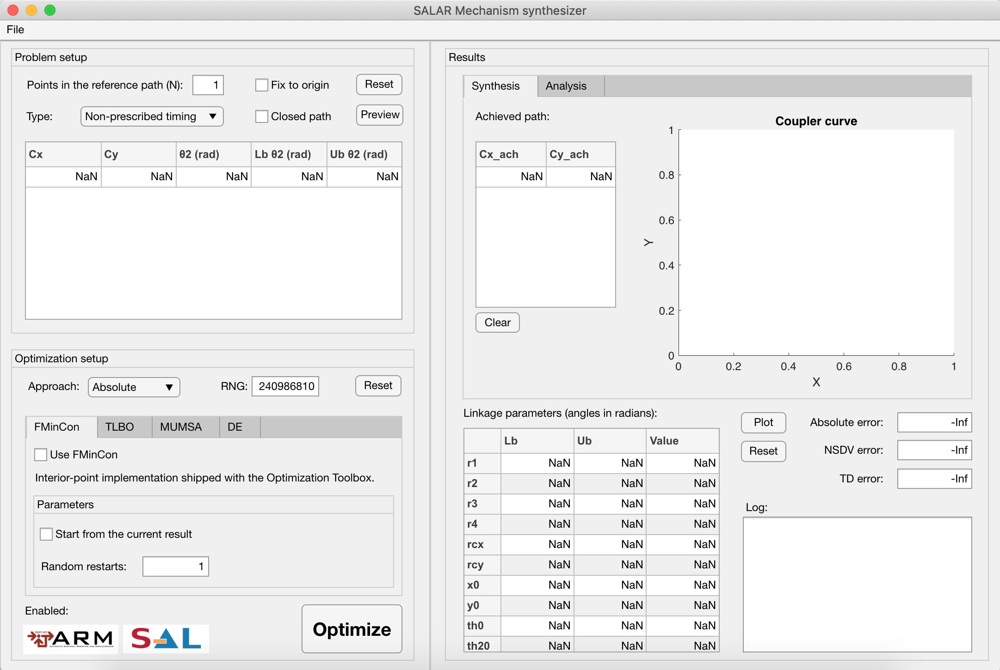 SALAR Mechanism synthesizer
File
Problem setup
Points in the reference path (N): 1
Fix to origin
Reset
Type: Non-prescribed timing
Closed path
Preview
Cx Cy θ2 (rad) Lb θ2 (rad) Ub θ2 (rad)
NaN NaN NaN NaN NaN
Optimization setup
Approach: Absolute
RNG: 240986810
Reset
FMinCon TLBO MUMSA DE
Use FMinCon
Interior-point implementation shipped with the Optimization Toolbox.
Parameters
Start from the current result
Random restarts: 1
Enabled:
TEP197
ARM
AUTOMATIC CONTROL, ROBOTICS AND MECHATRONICS
SAL
Optimize
Results
Synthesis Analysis
Achieved path:
Cx_ach Cy_ach
NaN NaN
Clear
Coupler curve
1
0.8
0.6
0.4
0.2
0
Y
0 0.2 0.4 0.6 0.8 1
X
Linkage parameters (angles in radians):
Lb Ub Value
r1 NaN NaN NaN
r2 NaN NaN NaN
r3 NaN NaN NaN
r4 NaN NaN NaN
rcx NaN NaN NaN
rcy NaN NaN NaN
x0 NaN NaN NaN
y0 NaN NaN NaN
th0 NaN NaN NaN
th20 NaN NaN NaN
Plot
Reset
Absolute error: -Inf
NSDV error: -Inf
TD error: -Inf
Log: